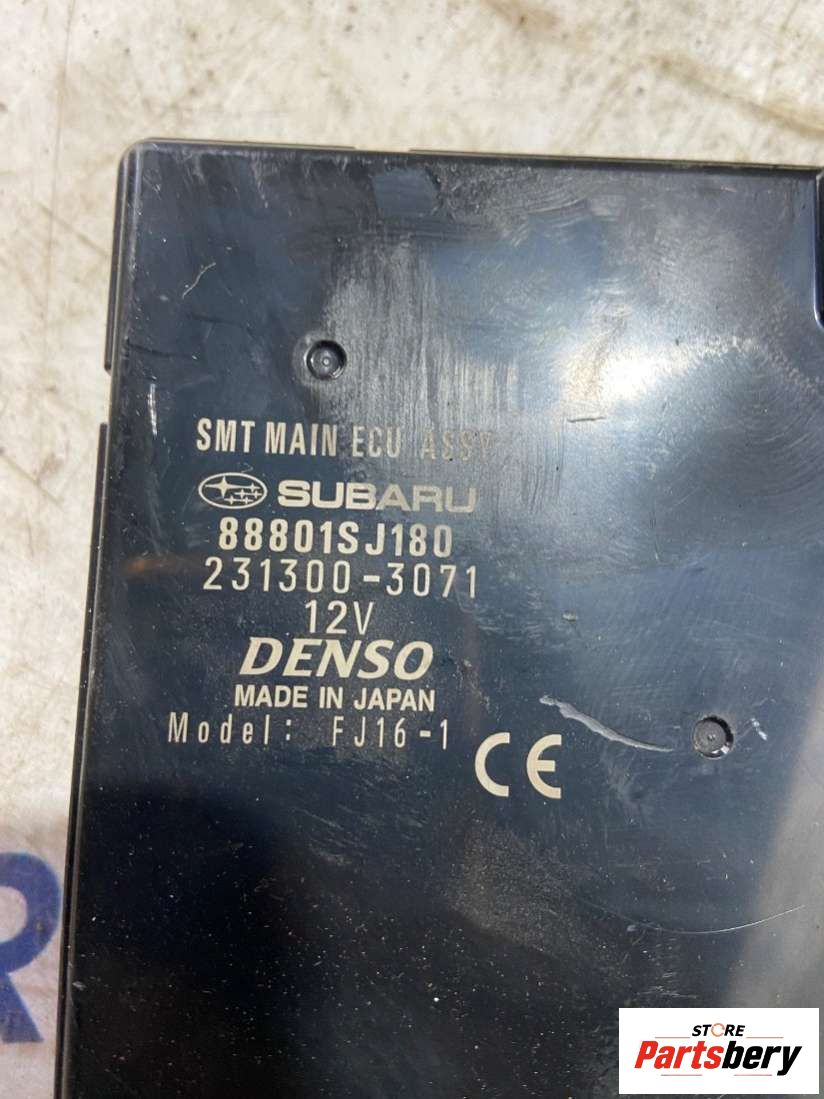 SMT MAIN ECU ASSY
SUBARU
88801SJ180
231300-3071
12V
DENSO
MADE IN JAPAN
Model: FJ16-1
CE
R
STORE
Partsbery